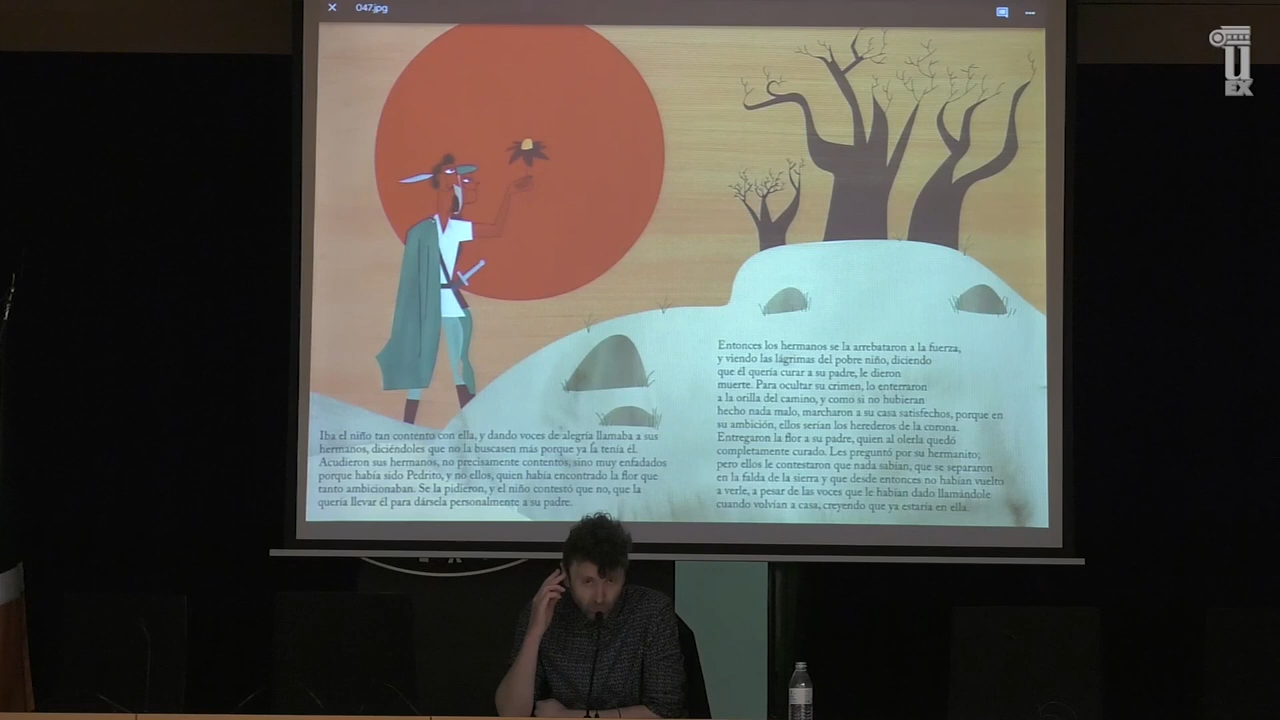 047.jpg
U
EX
Iba el niño tan contento con ella, y dando voces de alegría llamaba a sus
hermanos, diciéndoles que no la buscasen más porque ya la tenía él.
Acudieron sus hermanos, no precisamente contentos, sino muy enfadados
porque había sido Pedrito, y no ellos, quien había encontrado la flor que
tanto ambicionaban. Se la pidieron, y el niño contestó que no, que la
quería llevar él para dársela personalmente a su padre.
Entonces los hermanos se la arrebataron a la fuerza,
y viendo las lágrimas del pobre niño, diciendo
que él quería curar a su padre, le dieron
muerte. Para ocultar su crimen, lo enterraron
a la orilla del camino, y como si no hubieran
hecho nada malo, marcharon a su casa satisfechos, porque en
su ambición, ellos serían los herederos de la corona.
Entregaron la flor a su padre, quien al olerla quedó
completamente curado. Les preguntó por su hermanito;
pero ellos le contestaron que nada sabían, que se separaron
en la falda de la sierra y que desde entonces no habían vuelto
a verle, a pesar de las voces que le habían dado llamándole
cuando volvían a casa, creyendo que ya estaría en ella.